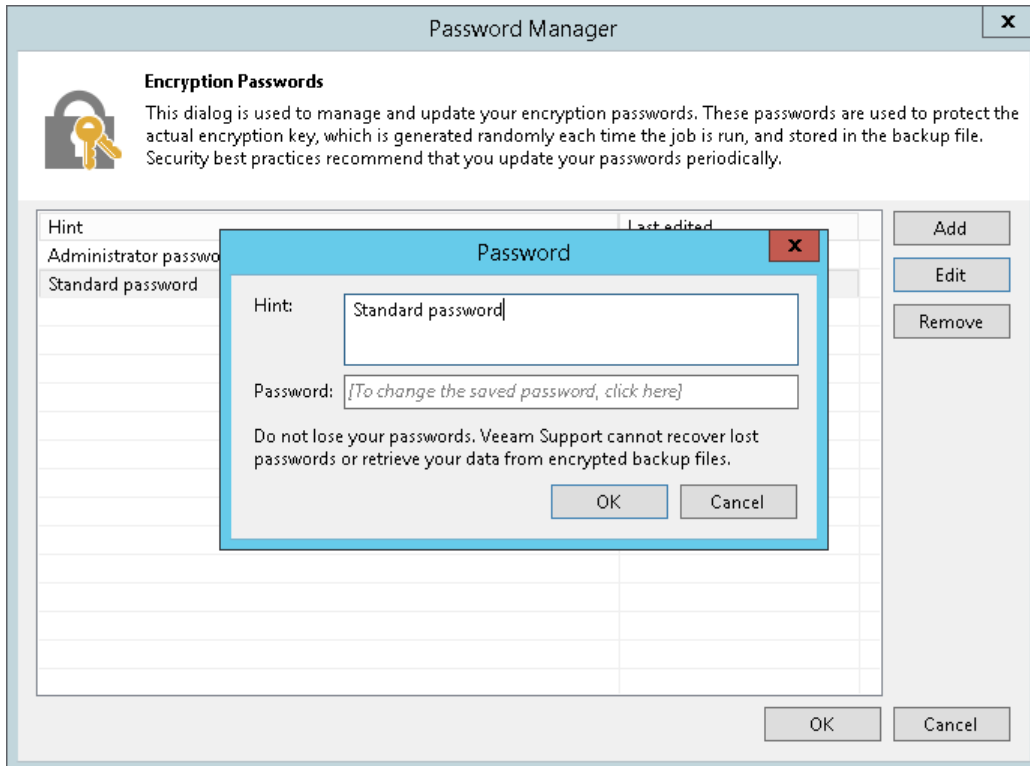 Password Manager
x
Encryption Passwords
This dialog is used to manage and update your encryption passwords. These passwords are used to protect the
actual encryption key, which is generated randomly each time the job is run, and stored in the backup file.
Security best practices recommend that you update your passwords periodically.
Hint
Last edited
Add
Administrator passwo
Standard password
Edit
Remove
Password
x
Hint:
Standard password
Password:
[To change the saved password, click here]
Do not lose your passwords. Veeam Support cannot recover lost
passwords or retrieve your data from encrypted backup files.
OK
Cancel
OK
Cancel